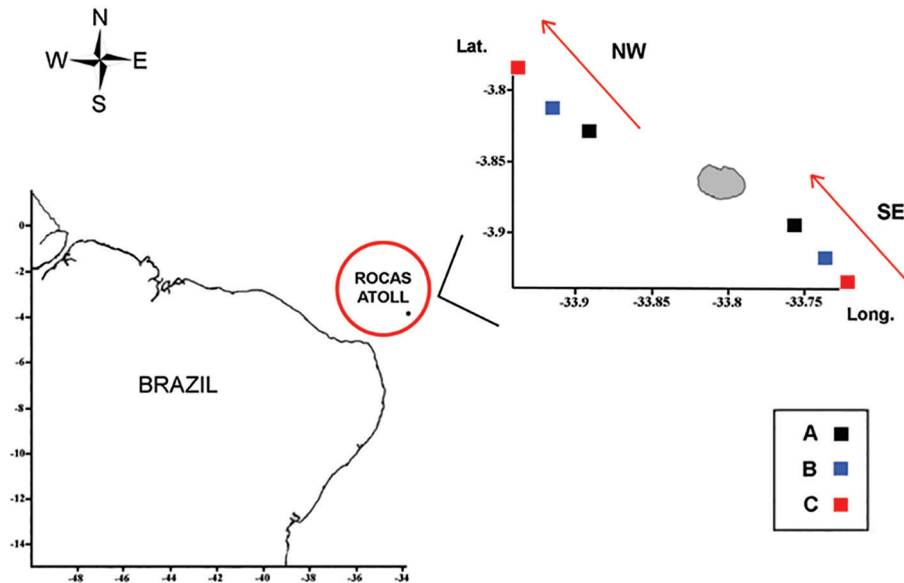 N
W E
S
Lat.
NW
-3.8
-3.85
-3.9
SE
-33.9 -33.85 -33.8 -33.75
Long.
0
-2
-4
-6
-8
-10
-12
-14
ROCAS
ATOLL
BRAZIL
-48 -46 -44 -42 -40 -38 -36 -34
A
B
C